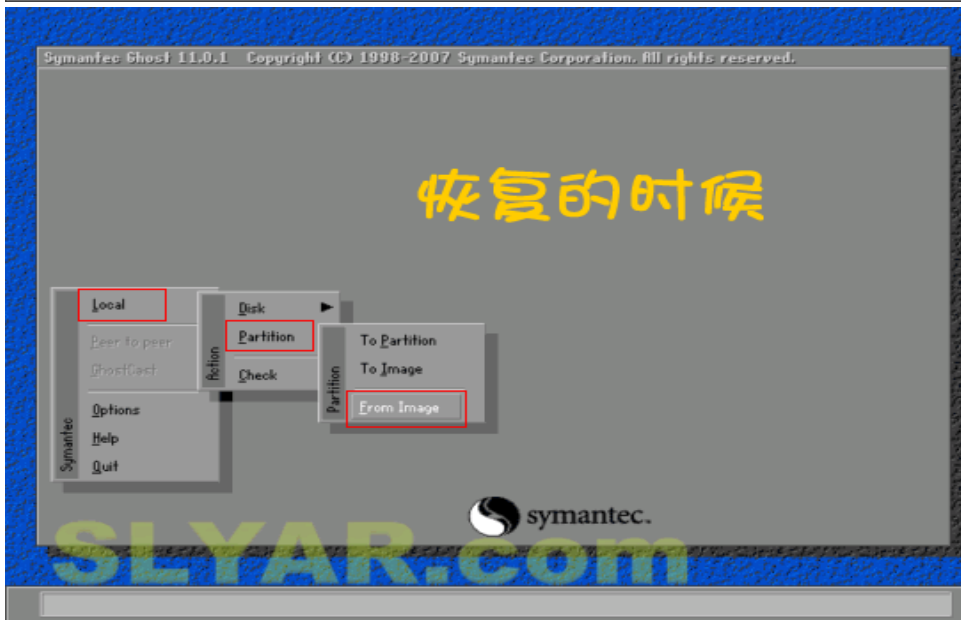 Symantec Ghost 11.0.1 Copyright (C) 1998-2007 Symantec Corporation. All rights reserved.
恢复的时候
Local
Peer to peer
GhostCast
Options
Help
Quit
Symantec
Disk
Partition
Check
Action
To Partition
To Image
From Image
Partition
symantec.
SLYAR.com